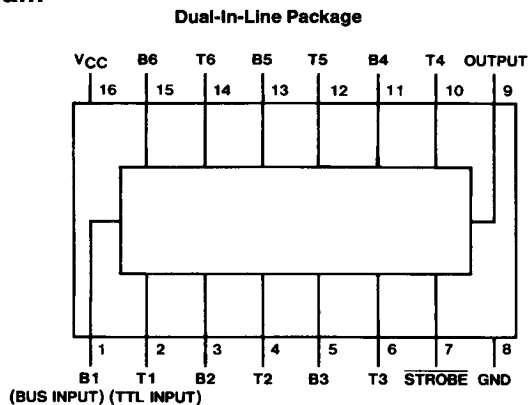 Dual-In-Line Package
VCC B6 T6 B5 T5 B4 T4 OUTPUT
16 15 14 13 12 11 10 9
1 2 3 4 5 6 7 8
B1 T1 B2 T2 B3 T3 STROBE GND
(BUS INPUT) (TTL INPUT)